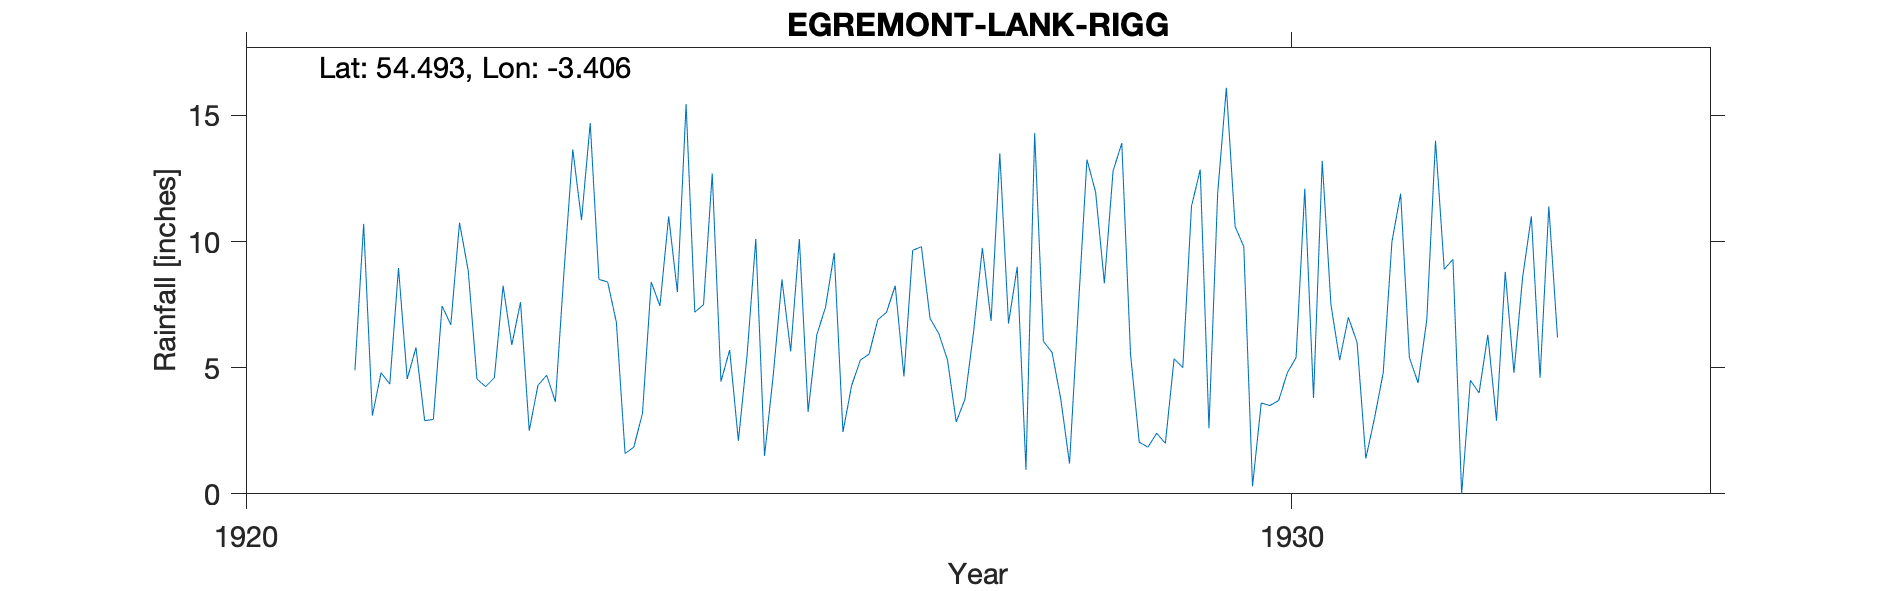 EGREMONT-LANK-RIGG
Lat: 54.493, Lon: -3.406
15
10
5
0
Rainfall [inches]
1920
1930
Year